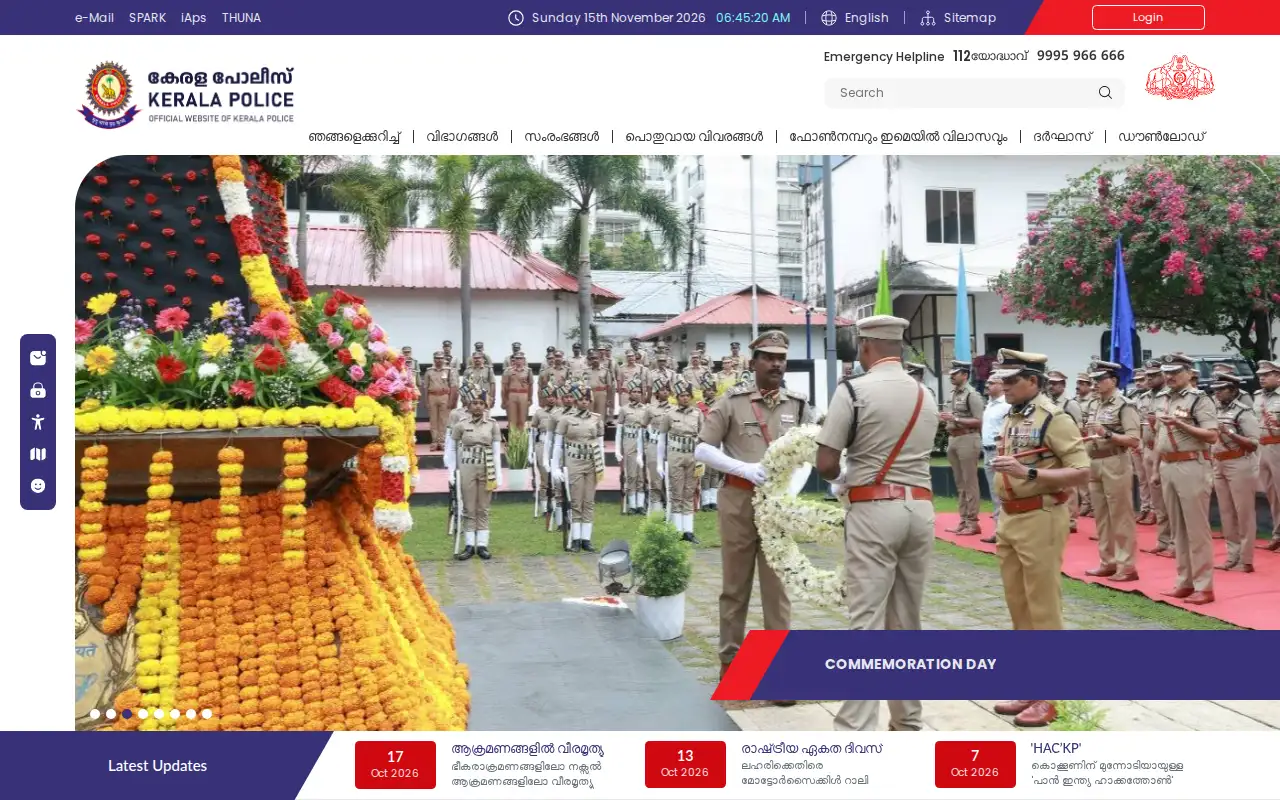 e-Mail SPARK iAps THUNA
Sunday 15th November 2026 06:45:20 AM English Sitemap Login
Emergency Helpline 112യോദ്ധാവ് 9995 966 666
Search
കേരള പോലീസ്
KERALA POLICE
OFFICIAL WEBSITE OF KERALA POLICE
ഞങ്ങളെക്കുറിച്ച് വിഭാഗങ്ങൾ സംരംഭങ്ങൾ പൊതുവായ വിവരങ്ങൾ ഫോൺനമ്പറും ഇമെയിൽ വിലാസവും ദർഘാസ് ഡൗൺലോഡ്
COMMEMORATION DAY
Latest Updates
17
Oct 2026
ആക്രമണങ്ങളിൽ വീരമൃത്യു
ഭീകരാക്രമണങ്ങളിലോ നക്സൽ
ആക്രമണങ്ങളിലോ വീരമൃത്യു
13
Oct 2026
രാഷ്ട്രീയ ഏകത ദിവസ്
ലഹരിക്കെതിരെ
മോട്ടോർസൈക്കിൾ റാലി
7
Oct 2026
'HAC'KP'
കൊക്കൂണിന് മുന്നോടിയായുള്ള
'പാൻ ഇന്ത്യ ഹാക്കത്തോൺ'